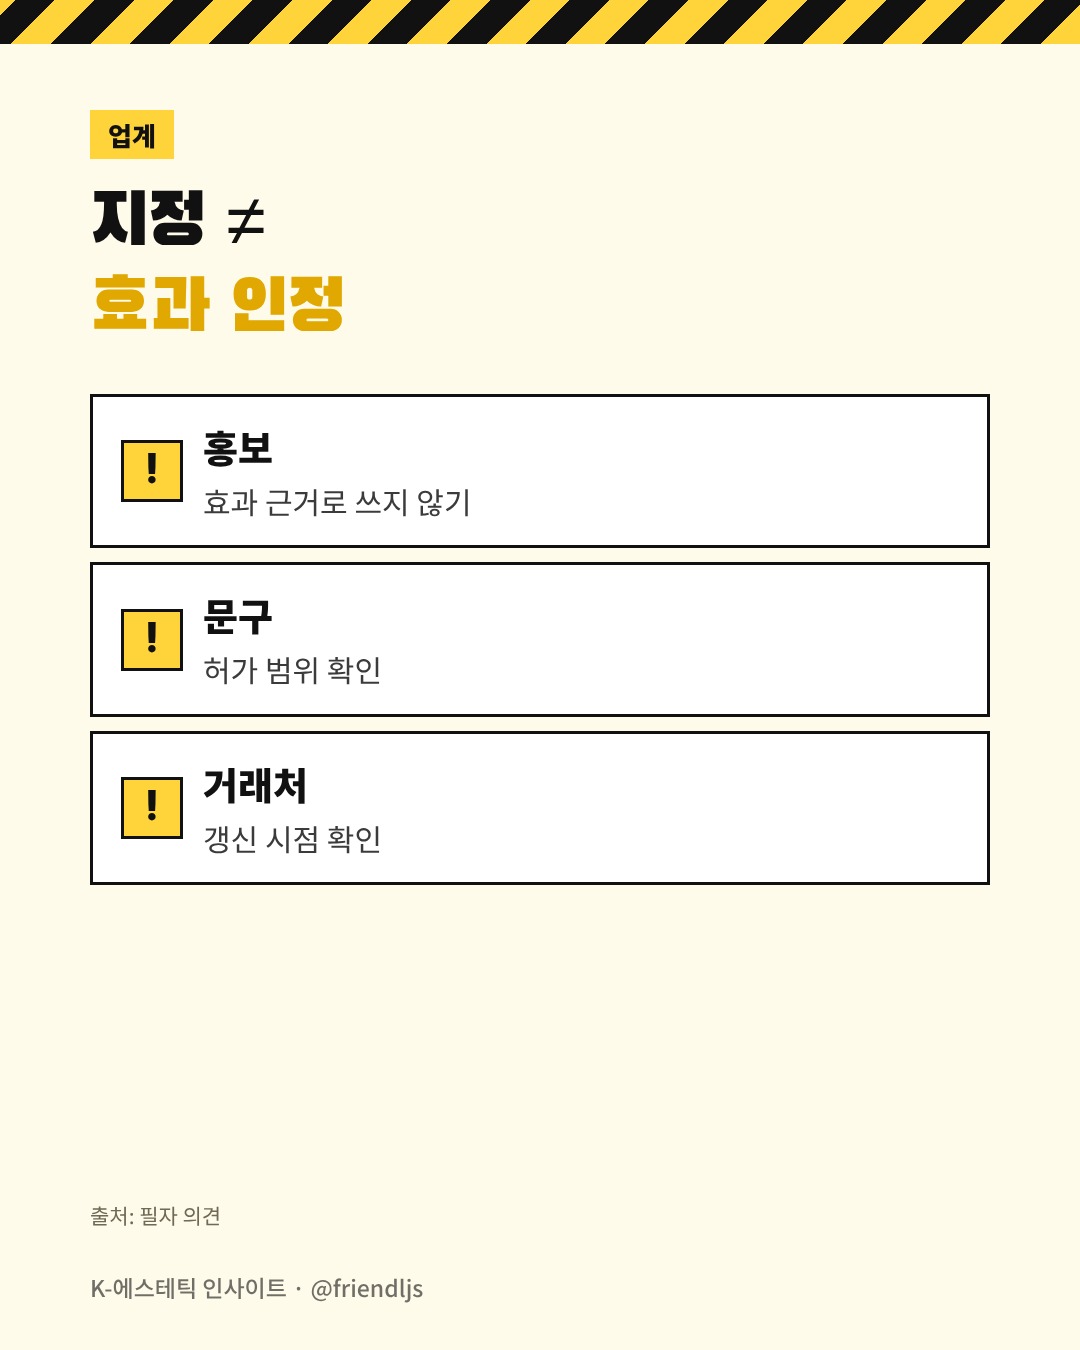 업계
지정 ≠
효과 인정
!
홍보
효과 근거로 쓰지 않기
!
문구
허가 범위 확인
!
거래처
갱신 시점 확인
출처: 필자 의견
K-에스테틱 인사이트 · @friendljs